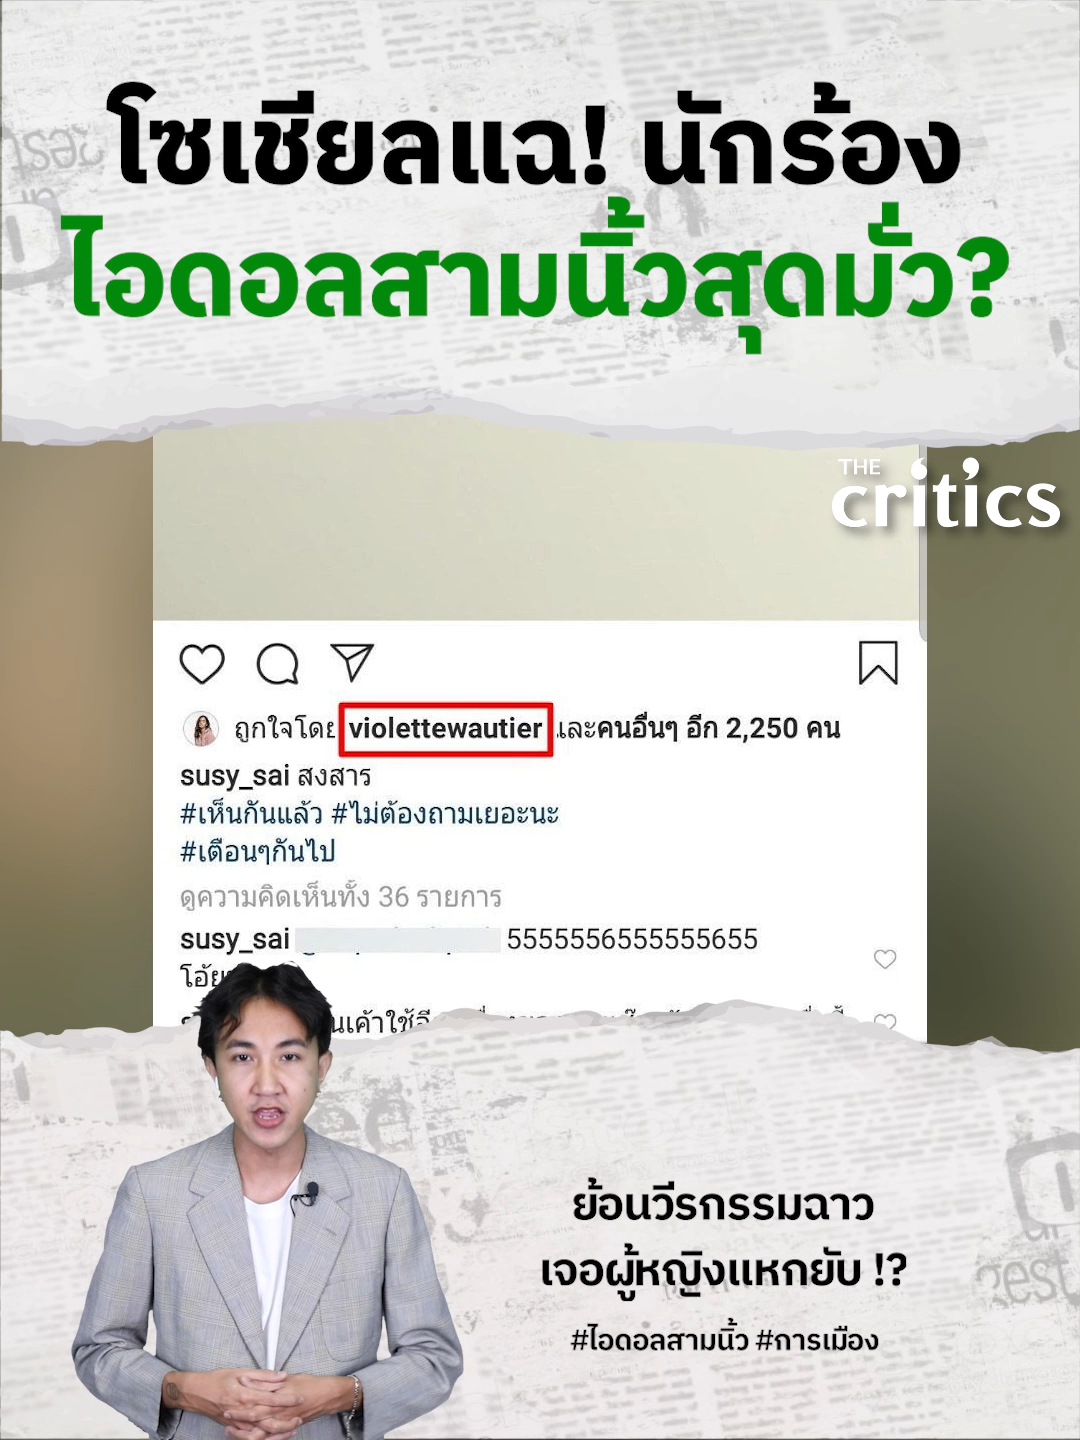 โซเชียลแฉ! นักร้อง
ไอดอลสามนิ้วสุดมั่ว?
THE
critics
ถูกใจโดย violettewautier และคนอื่นๆ อีก 2,250 คน
susy_sai สงสาร
#เห็นกันแล้ว #ไม่ต้องถามเยอะนะ
#เตือนๆกันไป
ดูความคิดเห็นทั้ง 36 รายการ
susy_sai 5555556555555655
โอ้ย
ย้อนวีรกรรมฉาว
เจอผู้หญิงแหกยับ !?
#ไอดอลสามนิ้ว #การเมือง